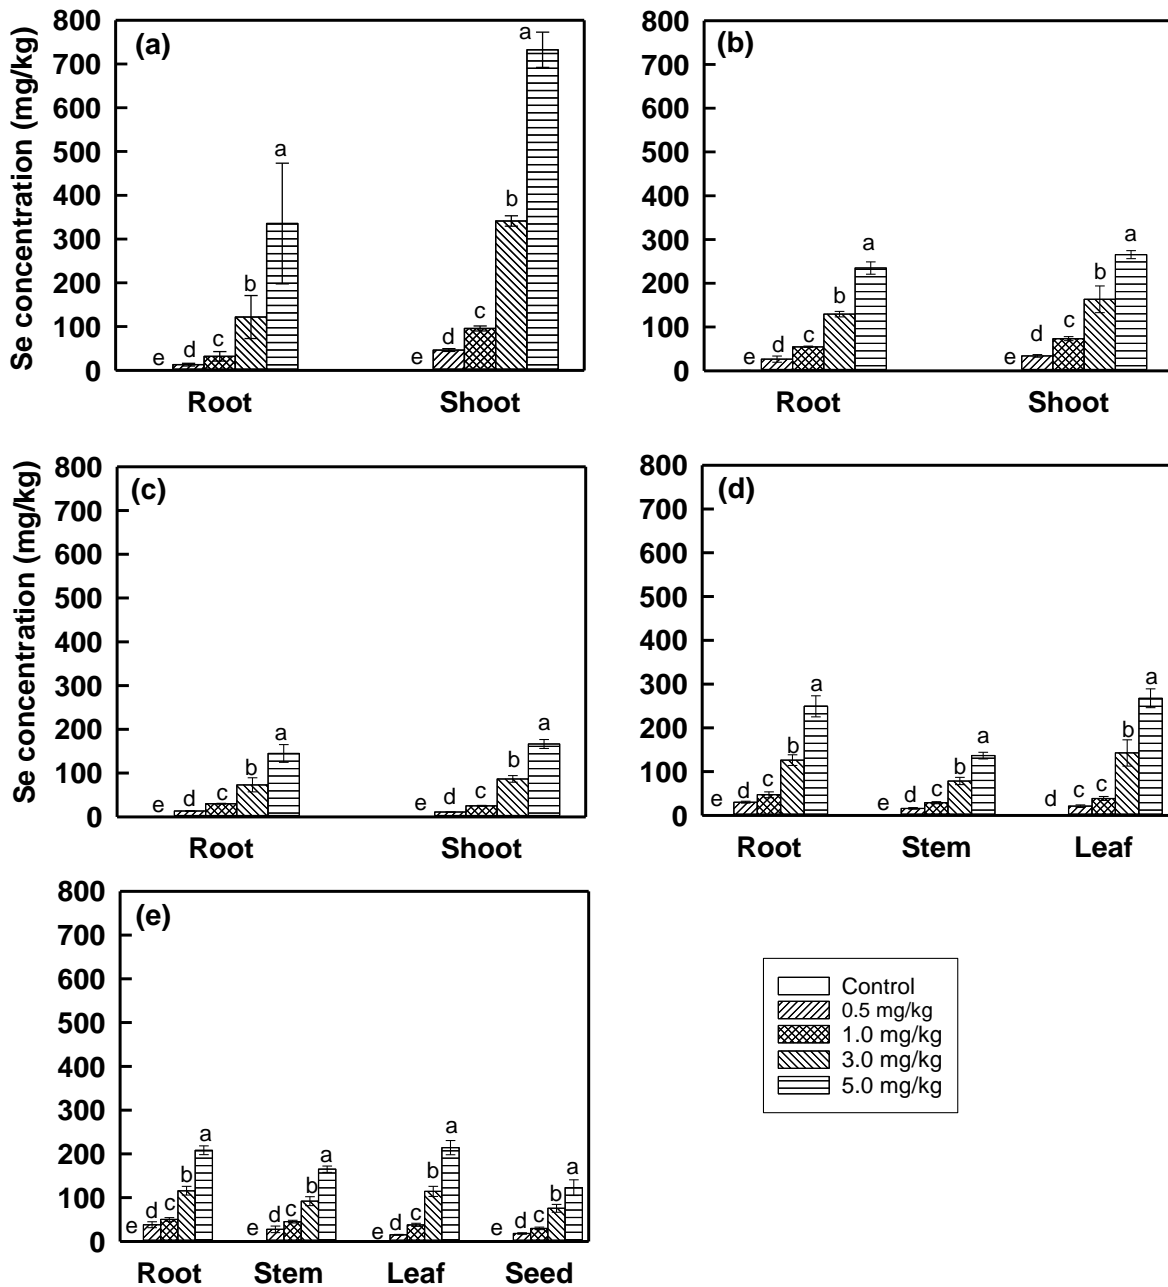 (a)
Se concentration (mg/kg)
800
700
600
500
400
300
200
100
0
e d c b a
e d c b a
Root Shoot
(b)
800
700
600
500
400
300
200
100
0
e d c b a
e d c b a
Root Shoot
(c)
Se concentration (mg/kg)
800
700
600
500
400
300
200
100
0
e d c b a
e d c b a
Root Shoot
(d)
800
700
600
500
400
300
200
100
0
e d c b a
e d c b a
d c c b a
Root Stem Leaf
(e)
800
700
600
500
400
300
200
100
0
e d c b a
e d c b a
e d c b a
e d c b a
Root Stem Leaf Seed
Control
0.5 mg/kg
1.0 mg/kg
3.0 mg/kg
5.0 mg/kg